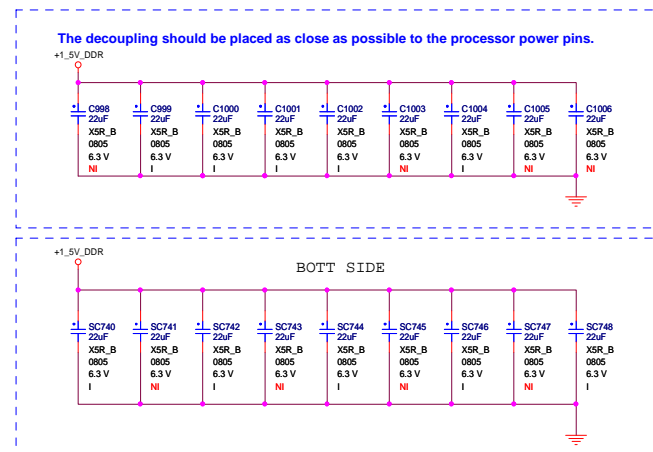 The decoupling should be placed as close as possible to the processor power pins.
+1_5V_DDR
C998 C999 C1000 C1001 C1002 C1003 C1004 C1005 C1006
22uF 22uF 22uF 22uF 22uF 22uF 22uF 22uF 22uF
X5R_B X5R_B X5R_B X5R_B X5R_B X5R_B X5R_B X5R_B X5R_B
0805 0805 0805 0805 0805 0805 0805 0805 0805
6.3 V 6.3 V 6.3 V 6.3 V 6.3 V 6.3 V 6.3 V 6.3 V 6.3 V
NI I I I I NI I NI NI
+1_5V_DDR
BOTT SIDE
SC740 SC741 SC742 SC743 SC744 SC745 SC746 SC747 SC748
22uF 22uF 22uF 22uF 22uF 22uF 22uF 22uF 22uF
X5R_B X5R_B X5R_B X5R_B X5R_B X5R_B X5R_B X5R_B X5R_B
0805 0805 0805 0805 0805 0805 0805 0805 0805
6.3 V 6.3 V 6.3 V 6.3 V 6.3 V 6.3 V 6.3 V 6.3 V 6.3 V
I NI I NI I NI I NI I